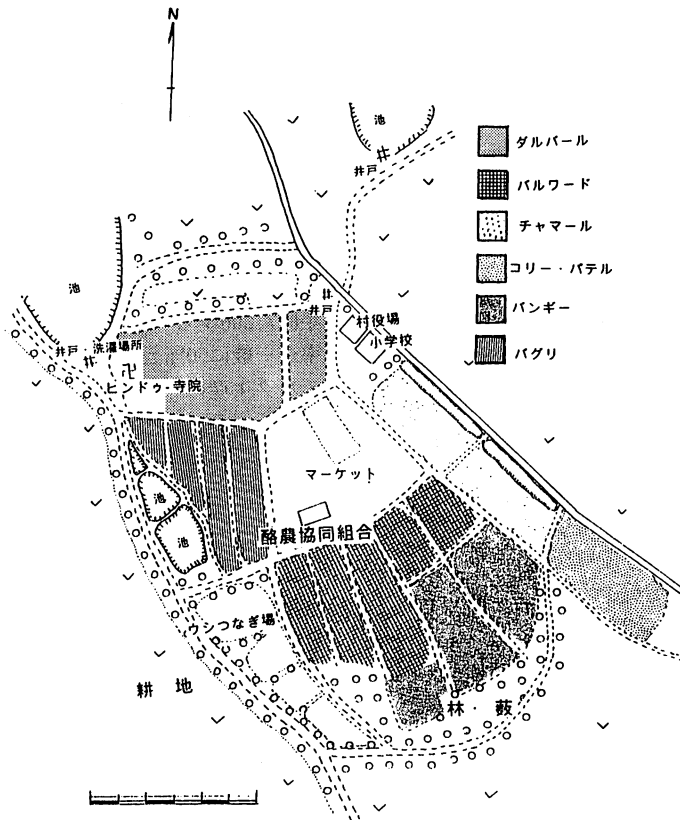 N
池
井戸
ダルバール
バルワード
チャマール
コリー・パテル
バンギー
バグリ
池
井戸
村役場
小学校
井戸・洗濯場所
卍
ヒンドゥ寺院
マーケット
池
池
酪農協同組合
ウシつなぎ場
耕地
林・藪